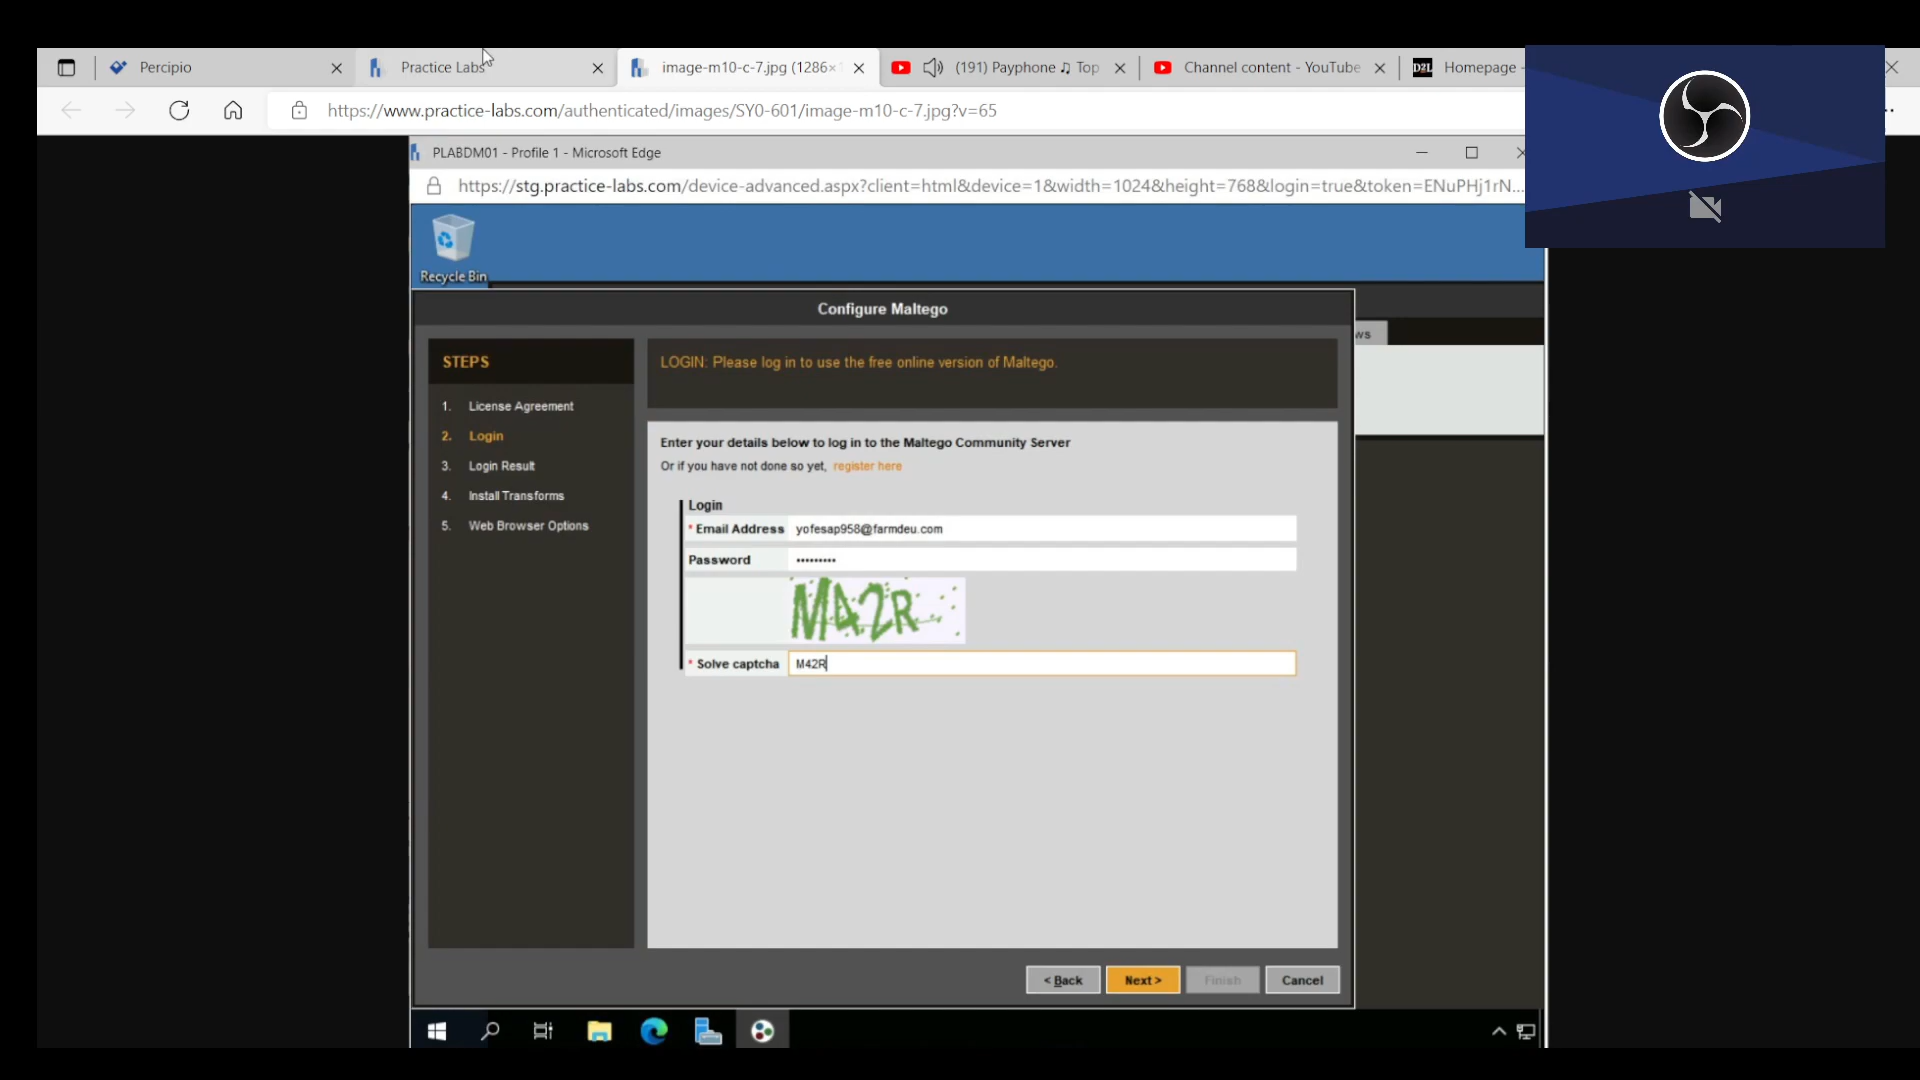 Percipio
Practice Labs
image-m10-c-7.jpg (1286×
(191) Payphone ♫ Top
Channel content - YouTube
D2L
Homepage -
https://www.practice-labs.com/authenticated/images/SY0-601/image-m10-c-7.jpg?v=65
PLABDM01 - Profile 1 - Microsoft Edge
https://stg.practice-labs.com/device-advanced.aspx?client=html&device=1&width=1024&height=768&login=true&token=ENuPHj1rN...
Recycle Bin
Configure Maltego
ws
STEPS
1. License Agreement
2. Login
3. Login Result
4. Install Transforms
5. Web Browser Options
LOGIN: Please log in to use the free online version of Maltego.
Enter your details below to log in to the Maltego Community Server
Or if you have not done so yet, register here
Login
* Email Address yofesap958@farmdeu.com
Password •••••••••
M42R
* Solve captcha M42R
< Back
Next >
Finish
Cancel